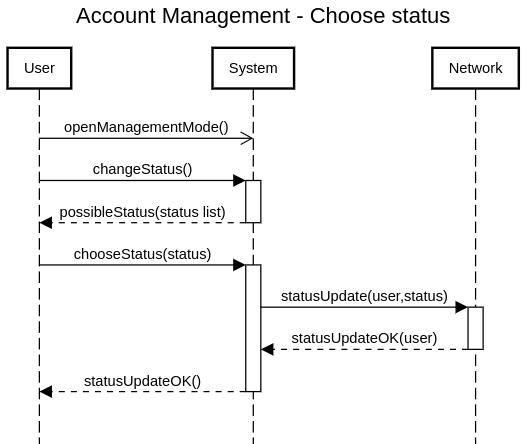 Account Management - Choose status
User
System
Network
openManagementMode()
changeStatus()
possibleStatus(status list)
chooseStatus(status)
statusUpdate(user,status)
statusUpdateOK(user)
statusUpdateOK()